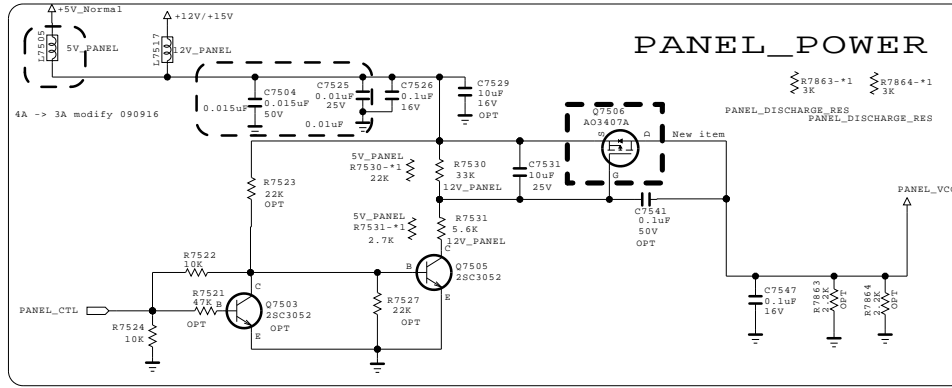 +5V_Normal
+12V/+15V
L7505
5V_PANEL
L7517
12V_PANEL
PANEL_POWER
4A -> 3A modify 090916
0.015uF
C7504
0.015uF
50V
C7525
0.01uF
25V
0.01uF
C7526
0.1uF
16V
C7529
10uF
16V
OPT
R7863-*1
3K
R7864-*1
3K
PANEL_DISCHARGE_RES
PANEL_DISCHARGE_RES
Q7506
AO3407A
S
D
G
New item
R7523
22K
OPT
5V_PANEL
R7530-*1
22K
R7530
33K
12V_PANEL
C7531
10uF
25V
5V_PANEL
R7531-*1
2.7K
R7531
5.6K
12V_PANEL
C7541
0.1uF
50V
OPT
PANEL_VCC
R7522
10K
B
C
E
Q7505
2SC3052
R7521
47K
OPT
B
C
E
Q7503
2SC3052
OPT
PANEL_CTL
R7524
10K
R7527
22K
OPT
C7547
0.1uF
16V
R7863
2.2K
OPT
R7864
2.2K
OPT